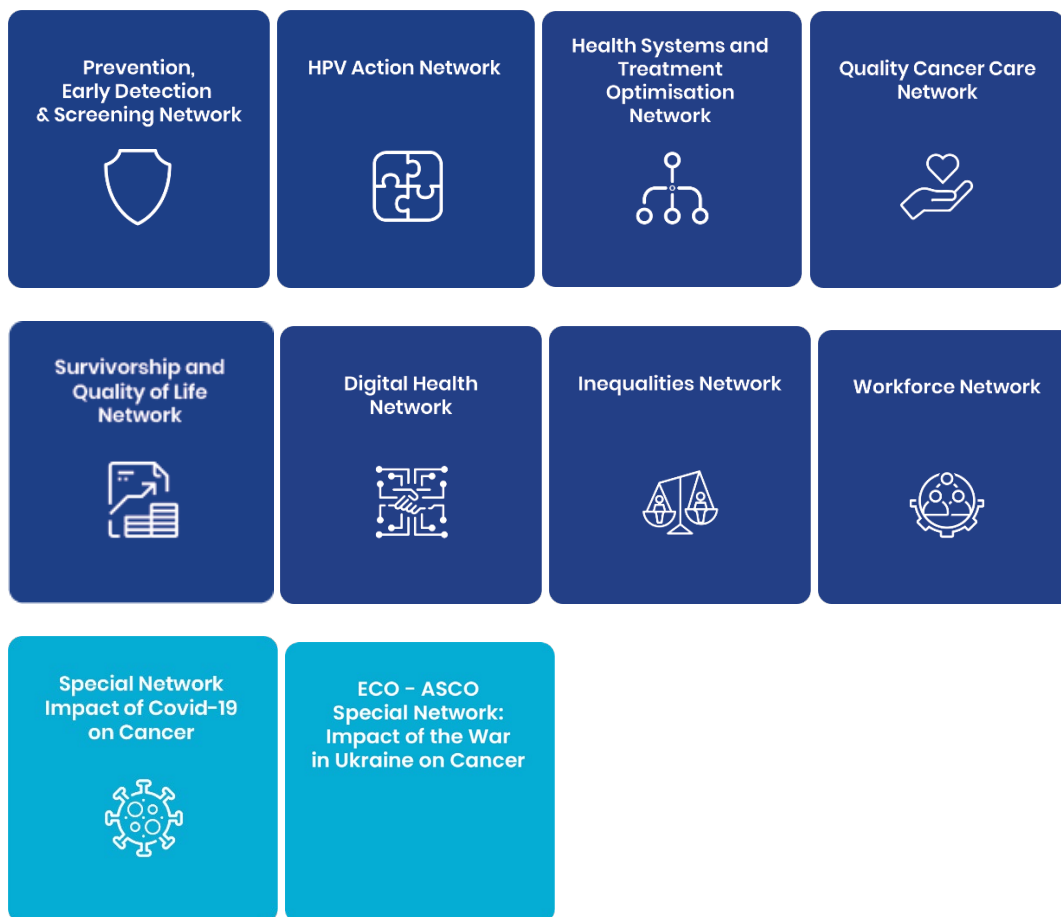 Prevention,
Early Detection
& Screening Network
HPV Action Network
Health Systems and
Treatment
Optimisation
Network
Quality Cancer Care
Network
Survivorship and
Quality of Life
Network
Digital Health
Network
Inequalities Network
Workforce Network
Special Network
Impact of Covid-19
on Cancer
ECO - ASCO
Special Network:
Impact of the War
in Ukraine on Cancer